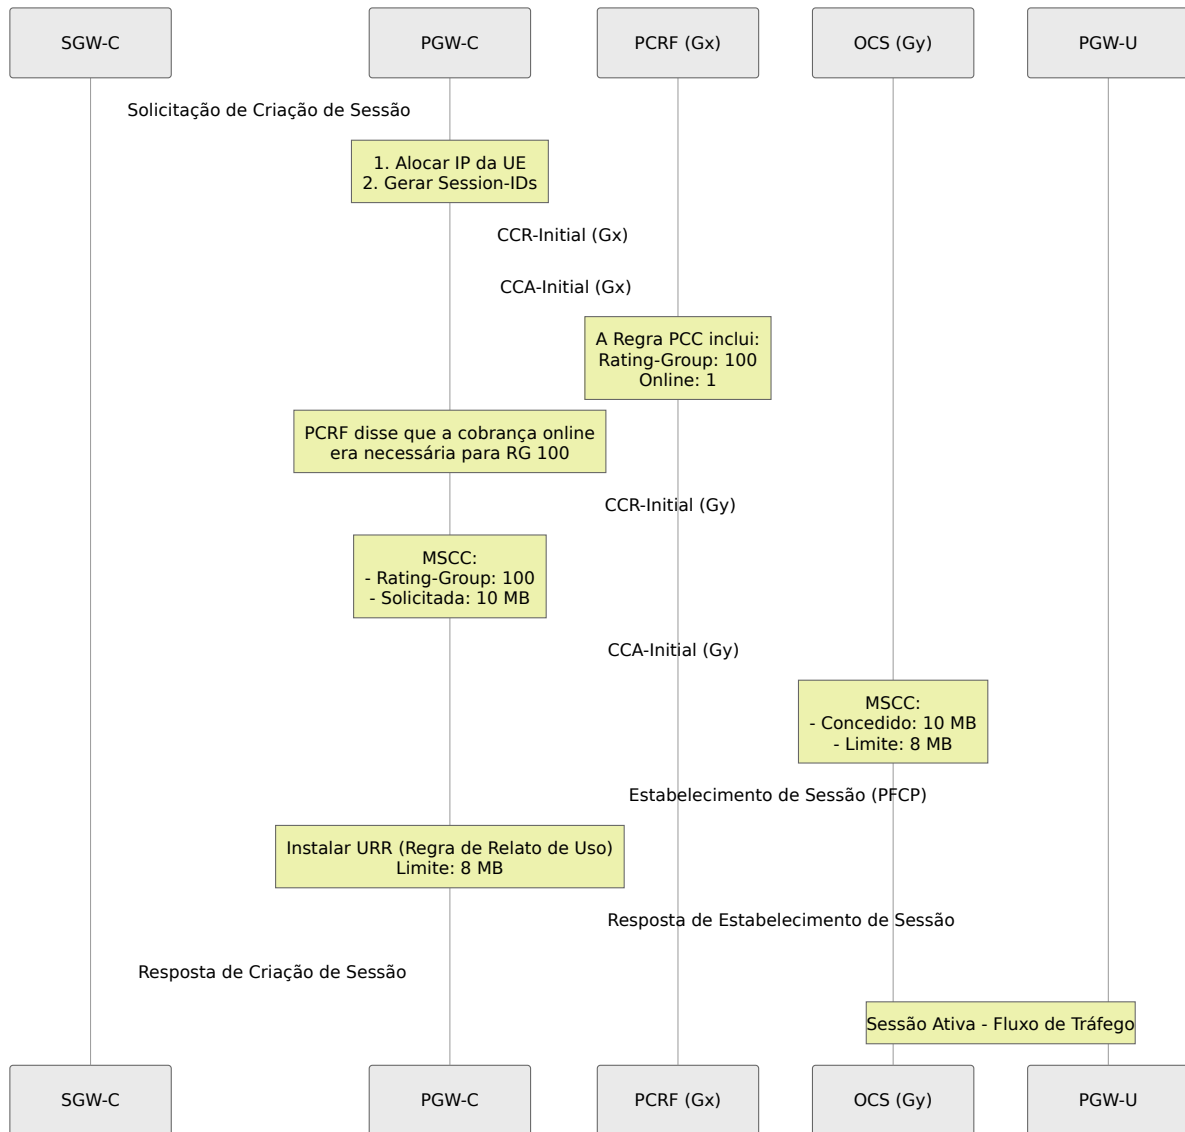 SGW-C
PGW-C
PCRF (Gx)
OCS (Gy)
PGW-U
Solicitação de Criação de Sessão
1. Alocar IP da UE
2. Gerar Session-IDs
CCR-Initial (Gx)
CCA-Initial (Gx)
A Regra PCC inclui:
Rating-Group: 100
Online: 1
PCRF disse que a cobrança online
era necessária para RG 100
CCR-Initial (Gy)
MSCC:
- Rating-Group: 100
- Solicitada: 10 MB
CCA-Initial (Gy)
MSCC:
- Concedido: 10 MB
- Limite: 8 MB
Estabelecimento de Sessão (PFCP)
Instalar URR (Regra de Relato de Uso)
Limite: 8 MB
Resposta de Estabelecimento de Sessão
Resposta de Criação de Sessão
Sessão Ativa - Fluxo de Tráfego
SGW-C
PGW-C
PCRF (Gx)
OCS (Gy)
PGW-U